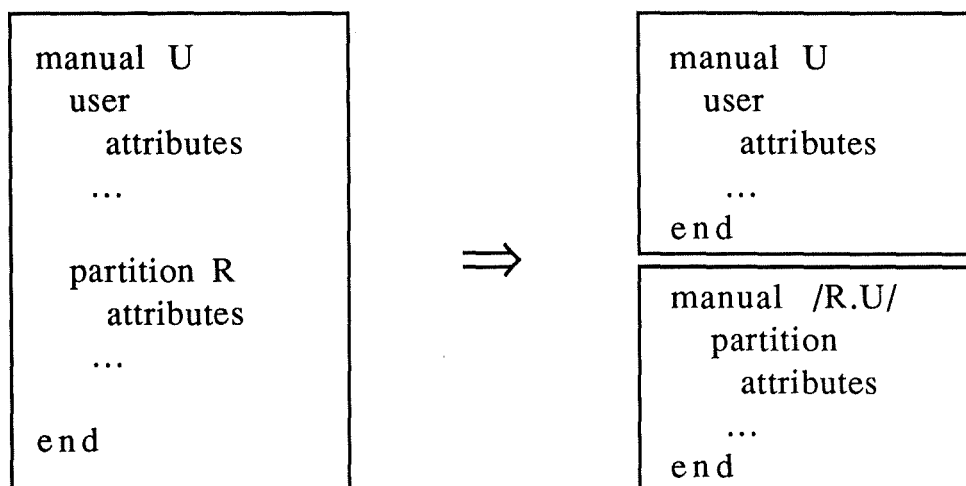 manual U
user
attributes
...
partition R
attributes
...
end
⇒
manual U
user
attributes
...
end
manual /R.U/
partition
attributes
...
end